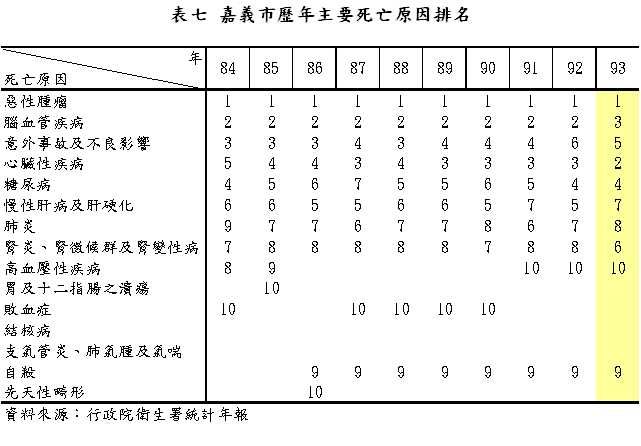 表七 嘉義市歷年主要死亡原因排名
年
死亡原因 84 85 86 87 88 89 90 91 92 93
惡性腫瘤 1 1 1 1 1 1 1 1 1 1
腦血管疾病 2 2 2 2 2 2 2 2 2 3
意外事故及不良影響 3 3 3 4 3 4 4 4 6 5
心臟性疾病 5 4 4 3 4 3 3 3 3 2
糖尿病 4 5 6 7 5 5 6 5 4 4
慢性肝病及肝硬化 6 6 5 5 6 6 5 7 5 7
肺炎 9 7 7 6 7 7 8 6 7 8
腎炎、腎徵候群及腎變性病 7 8 8 8 8 8 7 8 8 6
高血壓性疾病 8 9 10 10 10
胃及十二指腸之潰瘍 10
敗血症 10 10 10 10 10
結核病
支氣管炎、肺氣腫及氣喘
自殺 9 9 9 9 9 9 9 9
先天性畸形 10
資料來源：行政院衛生署統計年報